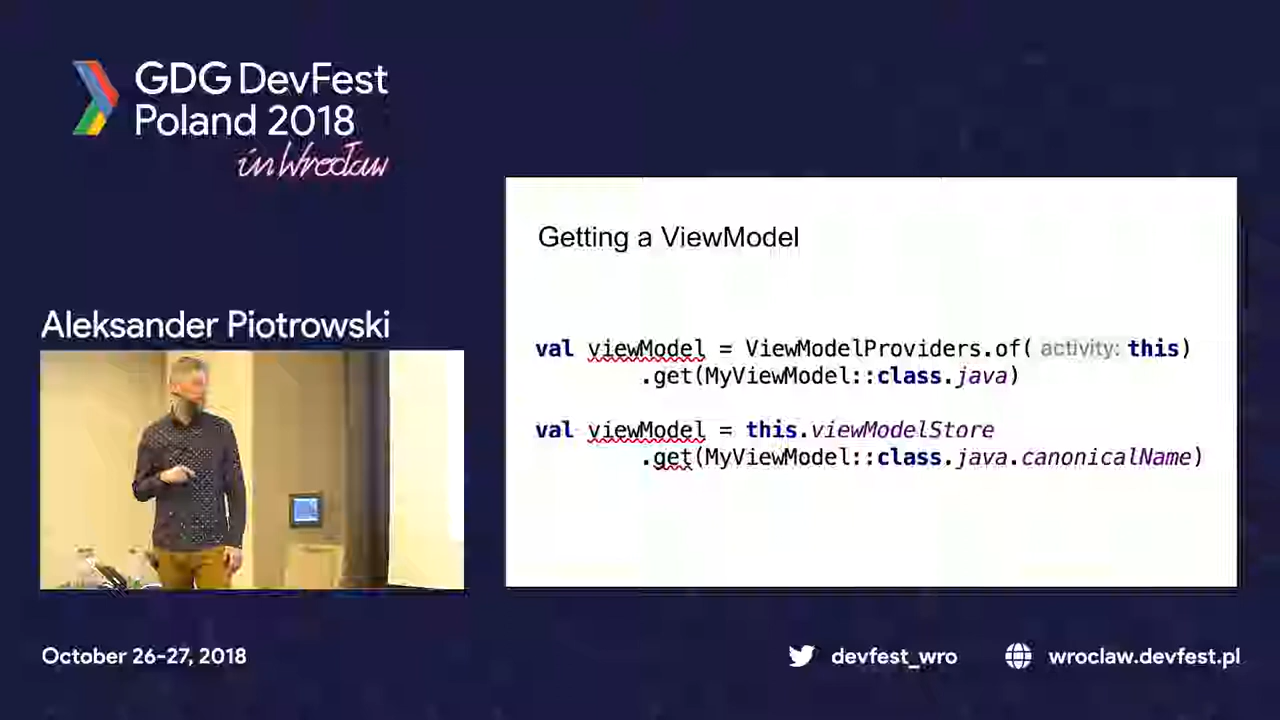 GDG DevFest
Poland 2018
in Wrocław
Aleksander Piotrowski
Getting a ViewModel
val viewModel = ViewModelProviders.of( activity: this)
.get(MyViewModel::class.java)
val viewModel = this.viewModelStore
.get(MyViewModel::class.java.canonicalName)
October 26-27, 2018
devfest_wro
wroclaw.devfest.pl